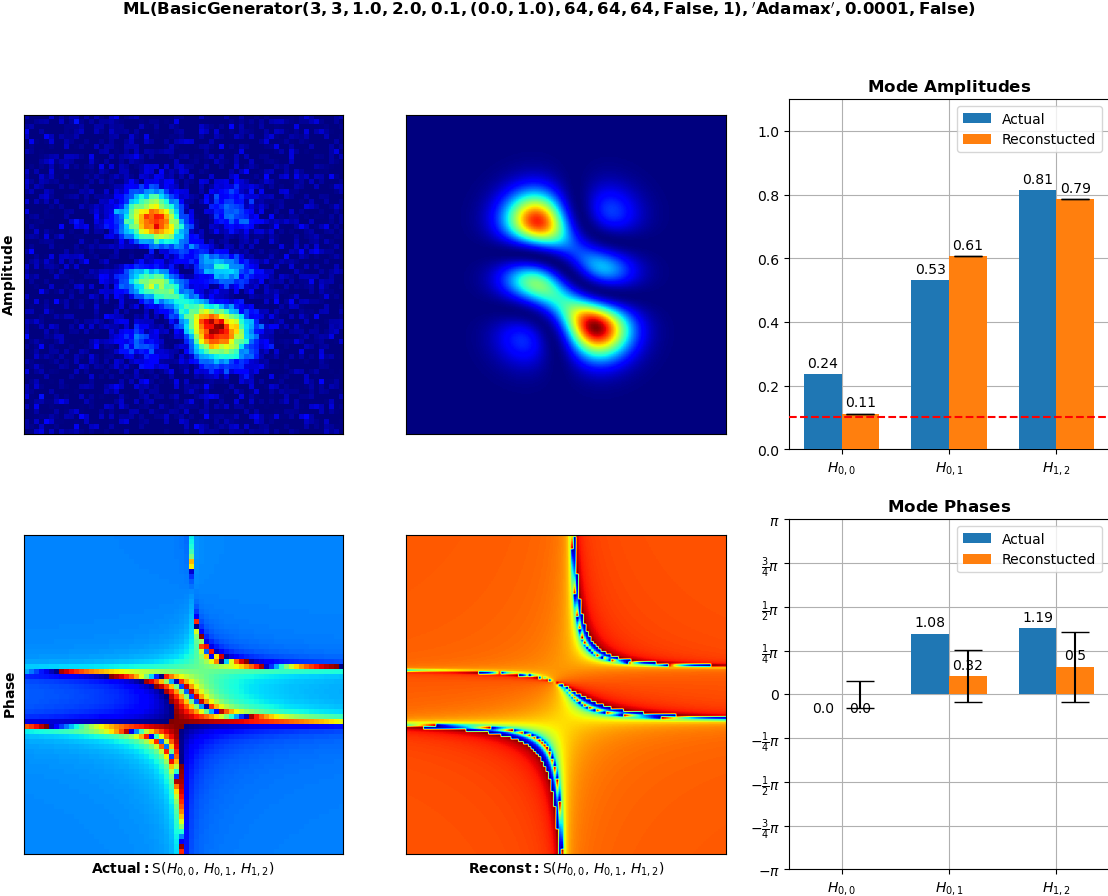 ML(BasicGenerator(3, 3, 1.0, 2.0, 0.1, (0.0, 1.0), 64, 64, 64, False, 1), ′Adamax′, 0.0001, False)
Amplitude
Mode Amplitudes
Actual
Reconstucted
1.0
0.8
0.6
0.4
0.2
0.0
0.24
0.11
0.53
0.61
0.81
0.79
H₀,₀
H₀,₁
H₁,₂
Phase
Actual: S(H₀,₀, H₀,₁, H₁,₂)
Reconst: S(H₀,₀, H₀,₁, H₁,₂)
Mode Phases
Actual
Reconstucted
π
3/4π
1/2π
1/4π
0
−1/4π
−1/2π
−3/4π
−π
0.0
-0.0
1.08
0.32
1.19
0.5
H₀,₀
H₀,₁
H₁,₂